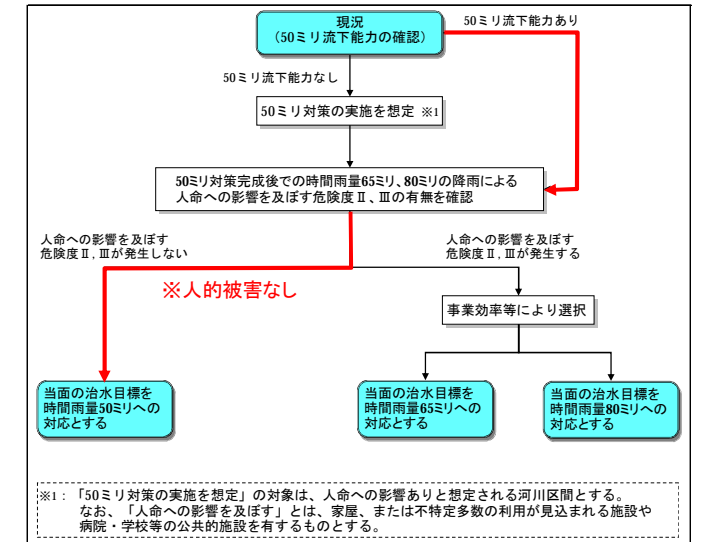 現況
(50ミリ流下能力の確認)
50ミリ流下能力あり
50ミリ流下能力なし
50ミリ対策の実施を想定 ※1
50ミリ対策完成後での時間雨量65ミリ、80ミリの降雨による
人命への影響を及ぼす危険度Ⅱ、Ⅲの有無を確認
人命への影響を及ぼす
危険度Ⅱ,Ⅲが発生しない
人命への影響を及ぼす
危険度Ⅱ,Ⅲが発生する
※人的被害なし
事業効率等により選択
当面の治水目標を
時間雨量50ミリへの
対応とする
当面の治水目標を
時間雨量65ミリへの
対応とする
当面の治水目標を
時間雨量80ミリへの
対応とする
※1：「50ミリ対策の実施を想定」の対象は、人命への影響ありと想定される河川区間とする。
なお、「人命への影響を及ぼす」とは、家屋、または不特定多数の利用が見込まれる施設や
病院・学校等の公共的施設を有するものとする。